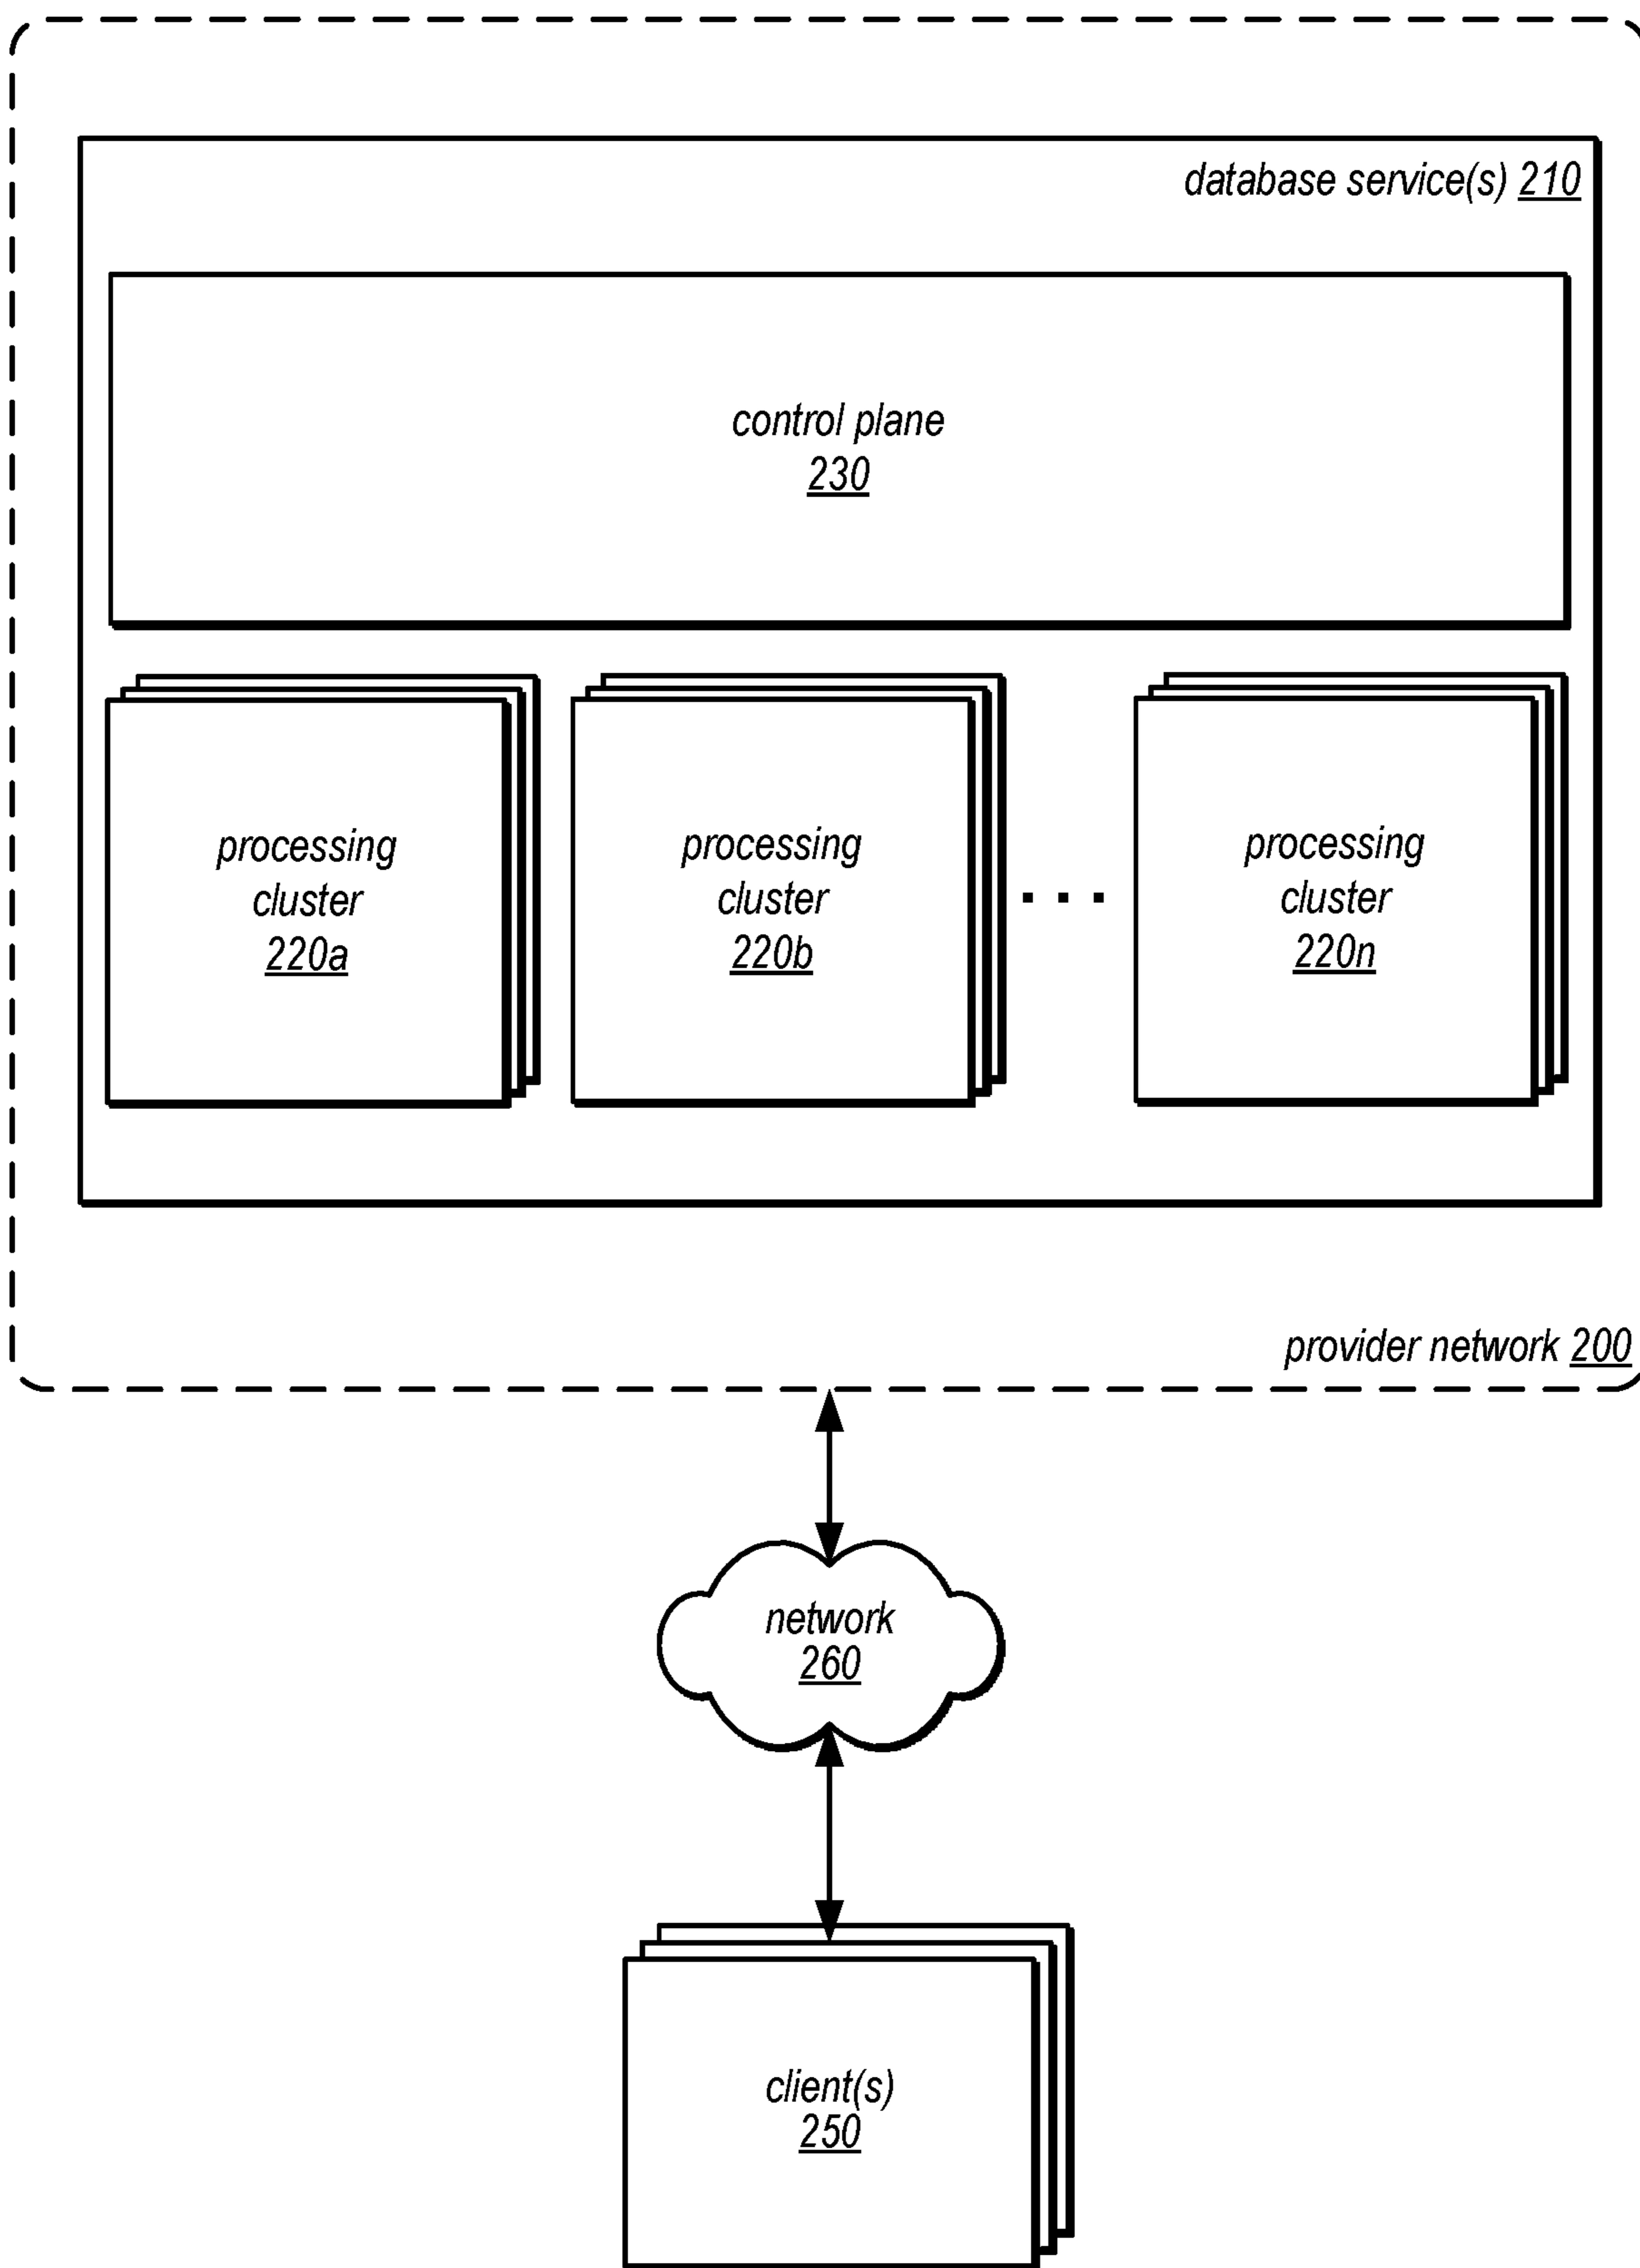 database service(s) 210
control plane
230
processing
cluster
220a
processing
cluster
220b
. . .
processing
cluster
220n
provider network 200
network
260
client(s)
250